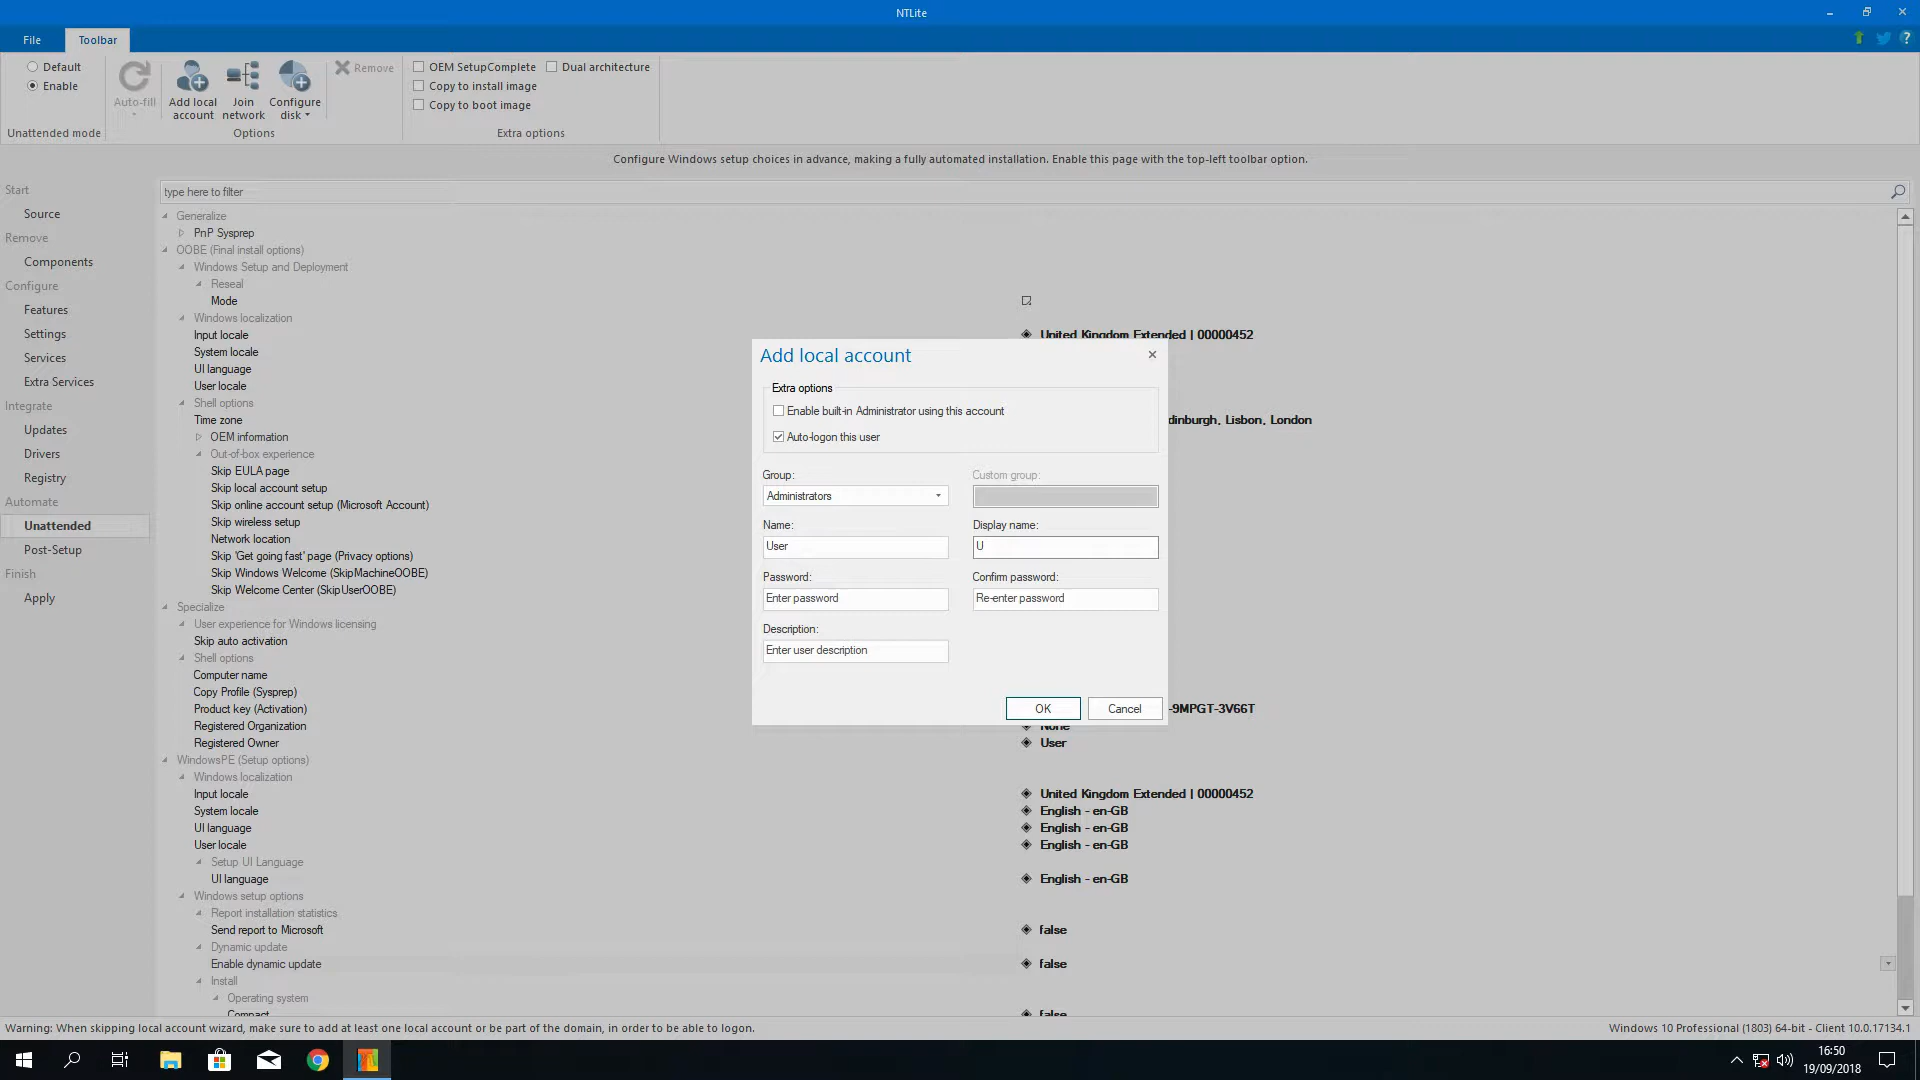 NTLite
File
Toolbar
Default
Enable
Unattended mode
Auto-fill
Add local account
Join network
Configure disk
Options
Remove
OEM SetupComplete
Dual architecture
Copy to install image
Copy to boot image
Extra options
Configure Windows setup choices in advance, making a fully automated installation. Enable this page with the top-left toolbar option.
Start
Source
Remove
Components
Configure
Features
Settings
Services
Extra Services
Integrate
Updates
Drivers
Registry
Automate
Unattended
Post-Setup
Finish
Apply
type here to filter
Generalize
PnP Sysprep
OOBE (Final install options)
Windows Setup and Deployment
Reseal
Mode
Windows localization
Input locale United Kingdom Extended | 00000452
System locale
UI language
User locale
Shell options
Time zone dinburgh, Lisbon, London
OEM information
Out-of-box experience
Skip EULA page
Skip local account setup
Skip online account setup (Microsoft Account)
Skip wireless setup
Network location
Skip 'Get going fast' page (Privacy options)
Skip Windows Welcome (SkipMachineOOBE)
Skip Welcome Center (SkipUserOOBE)
Specialize
User experience for Windows licensing
Skip auto activation
Shell options
Computer name
Copy Profile (Sysprep)
Product key (Activation) -9MPGT-3V66T
Registered Organization None
Registered Owner User
WindowsPE (Setup options)
Windows localization
Input locale United Kingdom Extended | 00000452
System locale English - en-GB
UI language English - en-GB
User locale English - en-GB
Setup UI Language
UI language English - en-GB
Windows setup options
Report installation statistics
Send report to Microsoft false
Dynamic update
Enable dynamic update false
Install
Operating system
Compact false
Add local account
Extra options
Enable built-in Administrator using this account
Auto-logon this user
Group:
Custom group:
Administrators
Name:
Display name:
User
U
Password:
Confirm password:
Enter password
Re-enter password
Description:
Enter user description
OK
Cancel
Warning: When skipping local account wizard, make sure to add at least one local account or be part of the domain, in order to be able to logon.
Windows 10 Professional (1803) 64-bit - Client 10.0.17134.1
16:50
19/09/2018